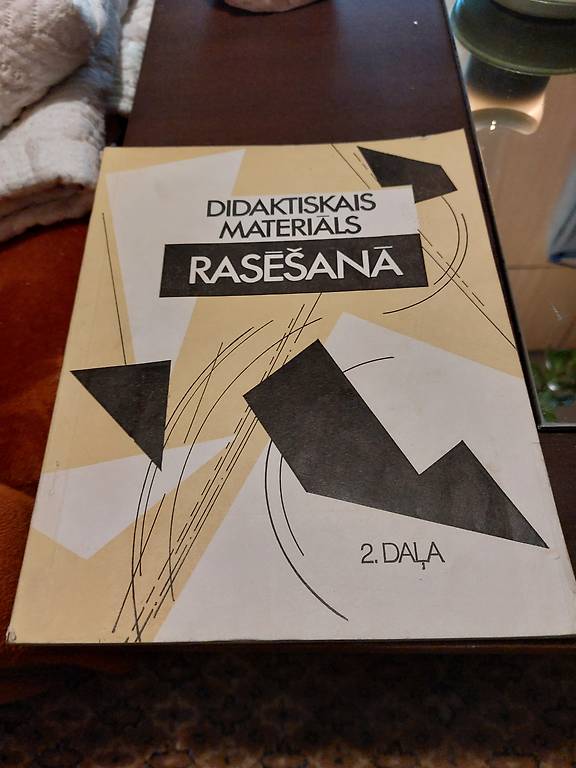 DIDAKTISKAIS
MATERIĀLS
RASĒŠANĀ
2. DAĻA